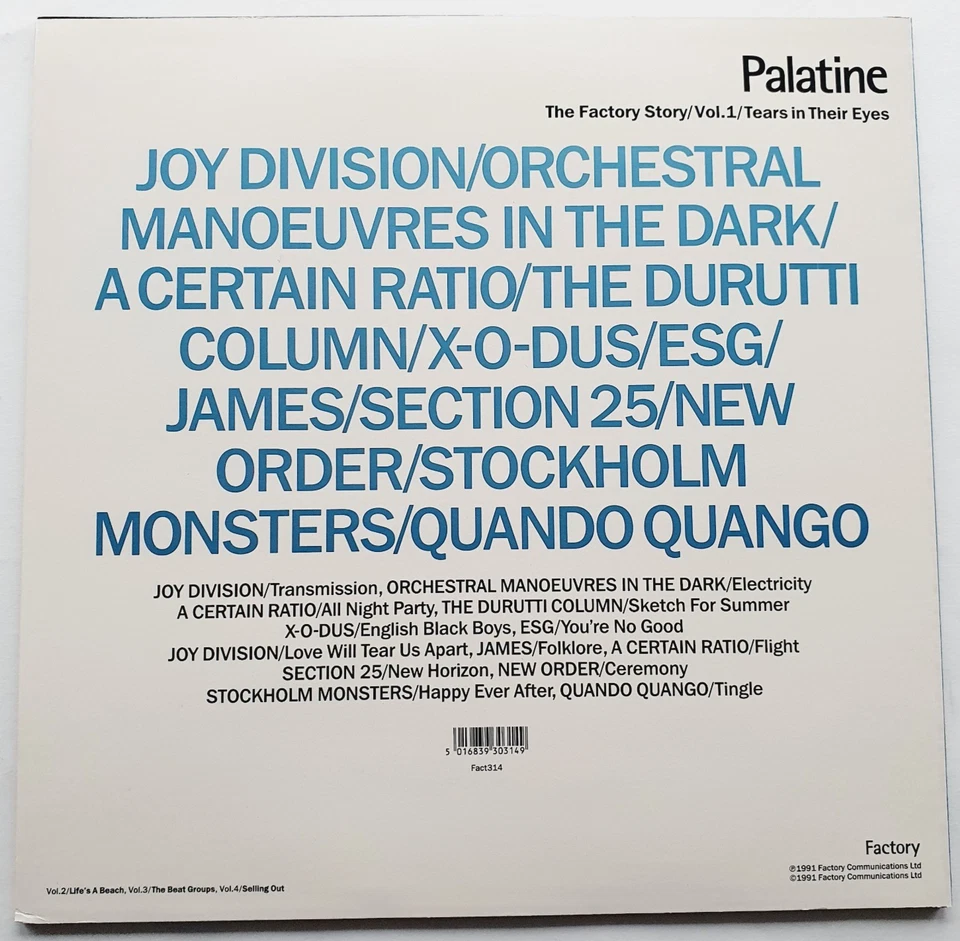 Palatine
The Factory Story/Vol.1/Tears in Their Eyes
JOY DIVISION/ORCHESTRAL
MANOEUVRES IN THE DARK/
A CERTAIN RATIO/THE DURUTTI
COLUMN/X-O-DUS/ESG/
JAMES/SECTION 25/NEW
ORDER/STOCKHOLM
MONSTERS/QUANDO QUANGO
JOY DIVISION/Transmission, ORCHESTRAL MANOEUVRES IN THE DARK/Electricity
A CERTAIN RATIO/All Night Party, THE DURUTTI COLUMN/Sketch For Summer
X-O-DUS/English Black Boys, ESG/You're No Good
JOY DIVISION/Love Will Tear Us Apart, JAMES/Folklore, A CERTAIN RATIO/Flight
SECTION 25/New Horizon, NEW ORDER/Ceremony
STOCKHOLM MONSTERS/Happy Ever After, QUANDO QUANGO/Tingle
5 016839 303149
Fact314
Factory
℗1991 Factory Communications Ltd
©1991 Factory Communications Ltd
Vol.2/Life's A Beach, Vol.3/The Beat Groups, Vol.4/Selling Out